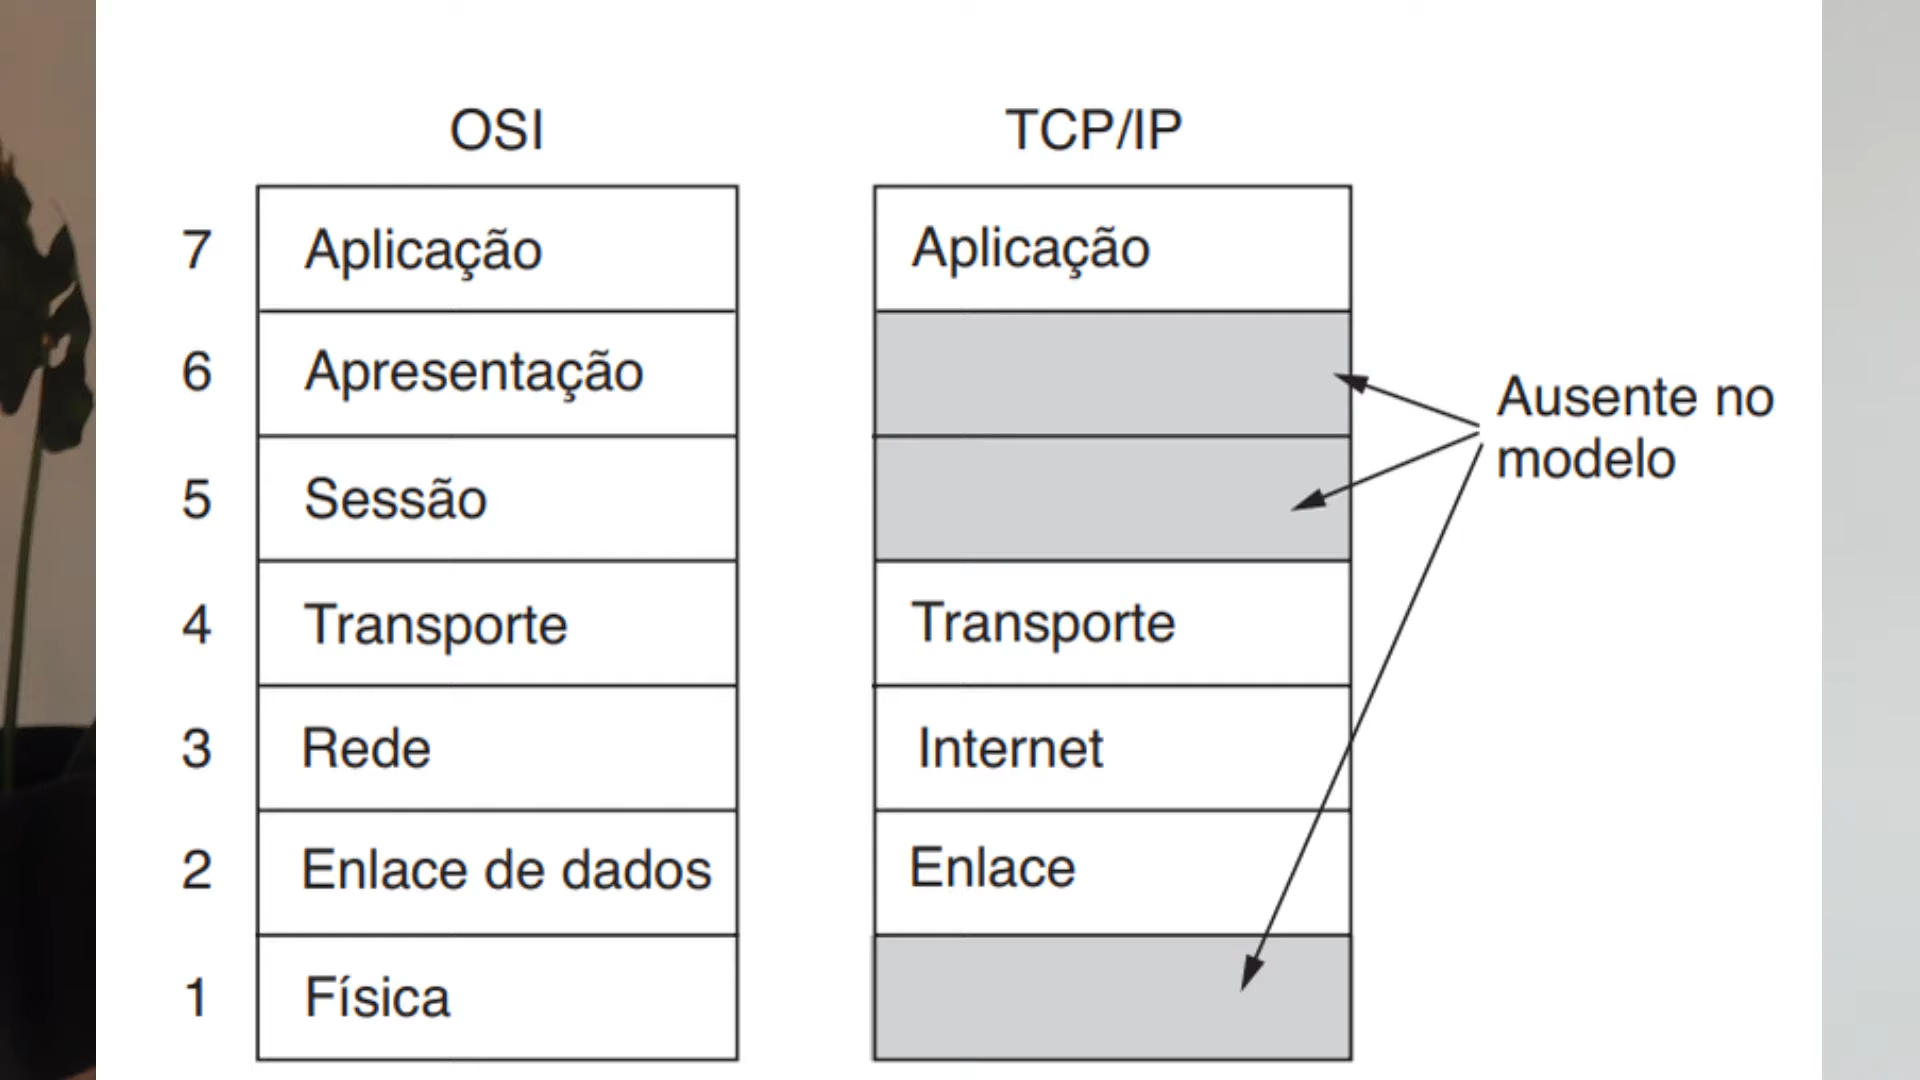 OSI
TCP/IP
7
Aplicação
Aplicação
6
Apresentação
Ausente no
modelo
5
Sessão
4
Transporte
Transporte
3
Rede
Internet
2
Enlace de dados
Enlace
1
Física